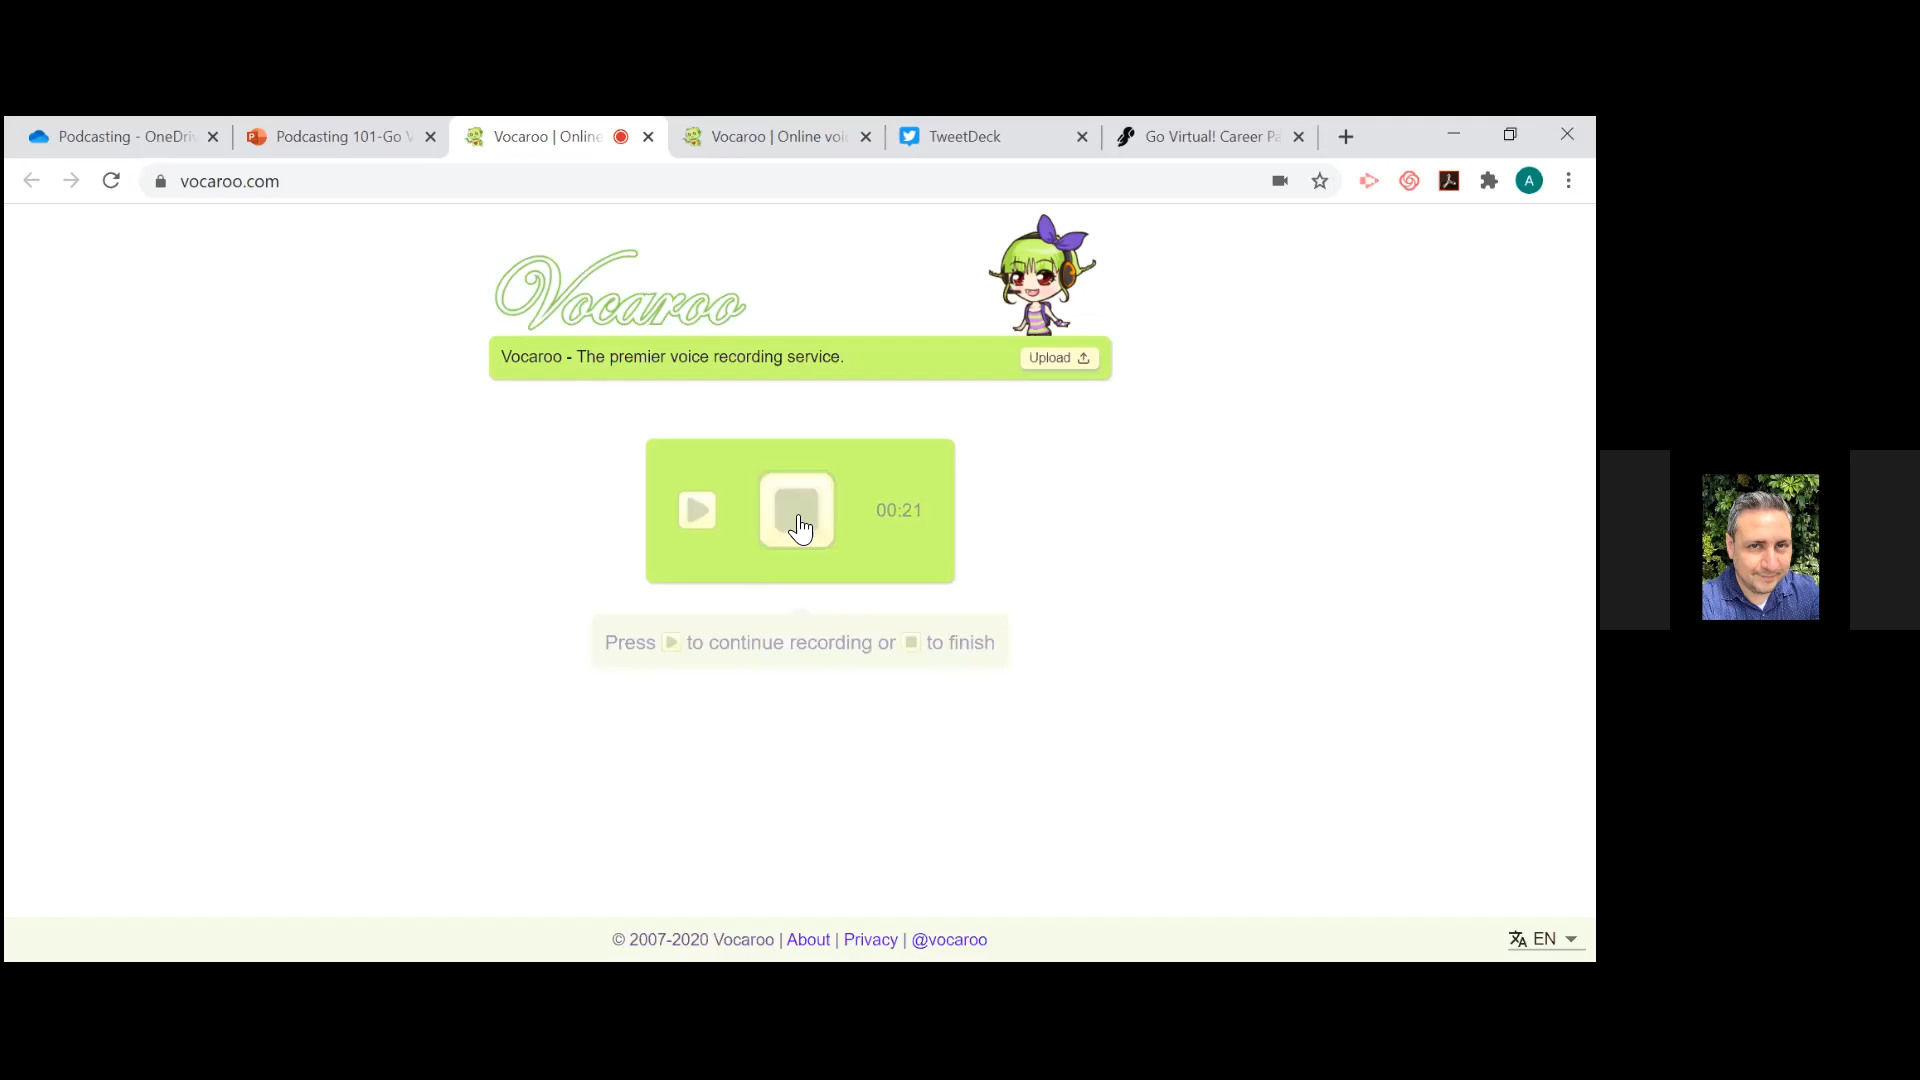 Podcasting - OneDri
Podcasting 101-Go V
Vocaroo | Online
Vocaroo | Online voi
TweetDeck
Go Virtual! Career Pa
vocaroo.com
A
Vocaroo
Vocaroo - The premier voice recording service.
Upload
00:21
Press to continue recording or to finish
© 2007-2020 Vocaroo | About | Privacy | @vocaroo
EN